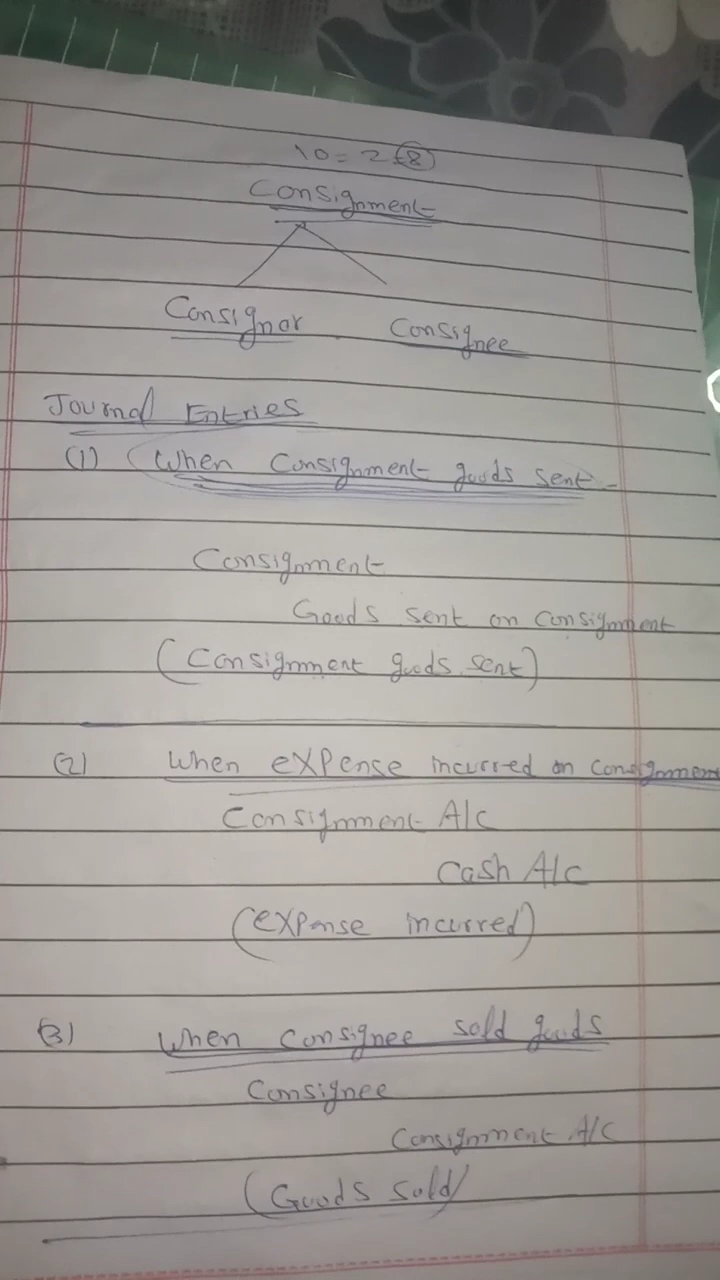 10 = 2 + 8
Consignment
Consignor Consignee
Journal Entries
(1) (When Consignment goods sent
Consignment
Goods sent on Consignment
(Consignment goods sent)
(2) When expense incurred on consignment
Consignment A/c
Cash A/c
(expense incurred)
(3) When Consignee sold goods
Consignee
Consignment A/c
(Goods sold)